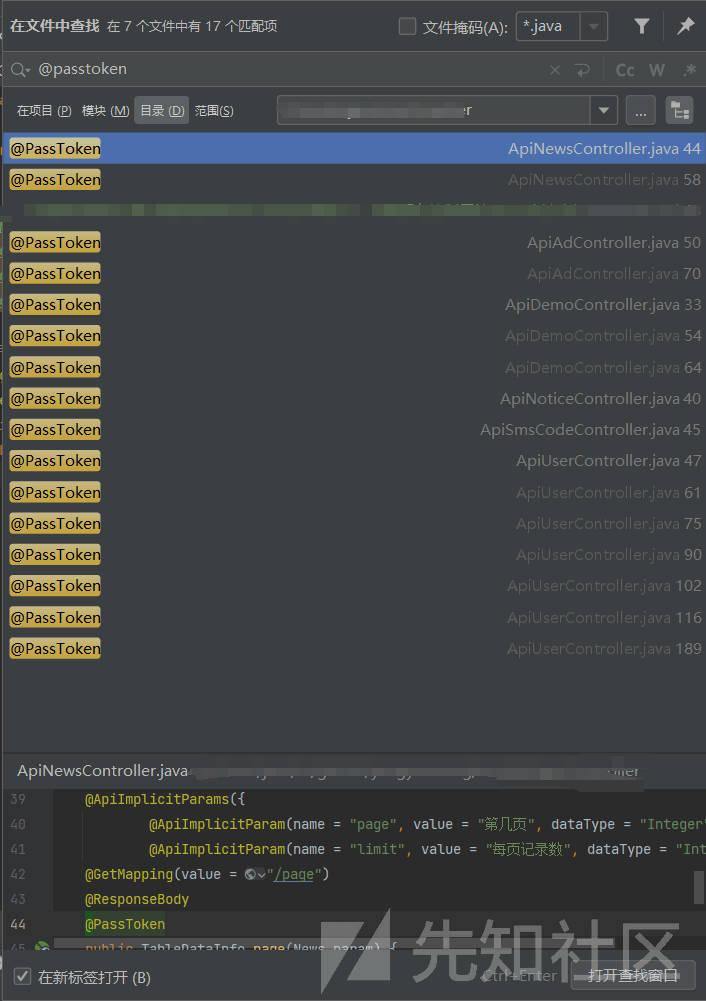 在文件中查找 在 7 个文件中有 17 个匹配项 文件掩码(A): *.java
@passtoken Cc W .*
在项目 (P) 模块 (M) 目录 (D) 范围(S) ...
@PassToken ApiNewsController.java 44
@PassToken ApiNewsController.java 58
@PassToken ApiAdController.java 50
@PassToken ApiAdController.java 70
@PassToken ApiDemoController.java 33
@PassToken ApiDemoController.java 54
@PassToken ApiDemoController.java 64
@PassToken ApiNoticeController.java 40
@PassToken ApiSmsCodeController.java 45
@PassToken ApiUserController.java 47
@PassToken ApiUserController.java 61
@PassToken ApiUserController.java 75
@PassToken ApiUserController.java 90
@PassToken ApiUserController.java 102
@PassToken ApiUserController.java 116
@PassToken ApiUserController.java 189
ApiNewsController.java
39 @ApiImplicitParams({
40 @ApiImplicitParam(name = "page", value = "第几页", dataType = "Integer"
41 @ApiImplicitParam(name = "limit", value = "每页记录数", dataType = "Int
42 @GetMapping(value = "/page")
43 @ResponseBody
44 @PassToken
45 public TableDataInfo page(News param) {
先知社区
在新标签打开 (B) Ctrl+Enter 打开查找窗口